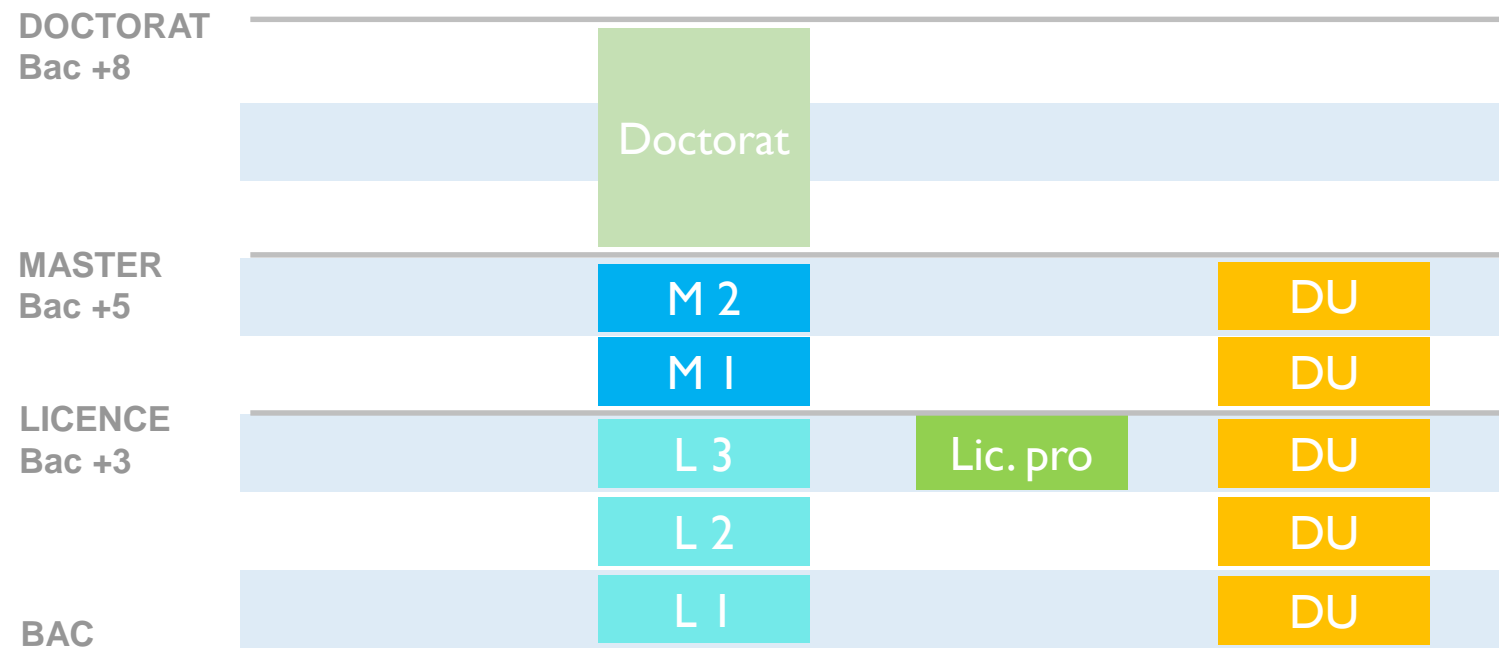 DOCTORAT
Bac +8
Doctorat
MASTER
Bac +5
M 2
DU
M 1
DU
LICENCE
Bac +3
L 3
Lic. pro
DU
L 2
DU
L 1
DU
BAC